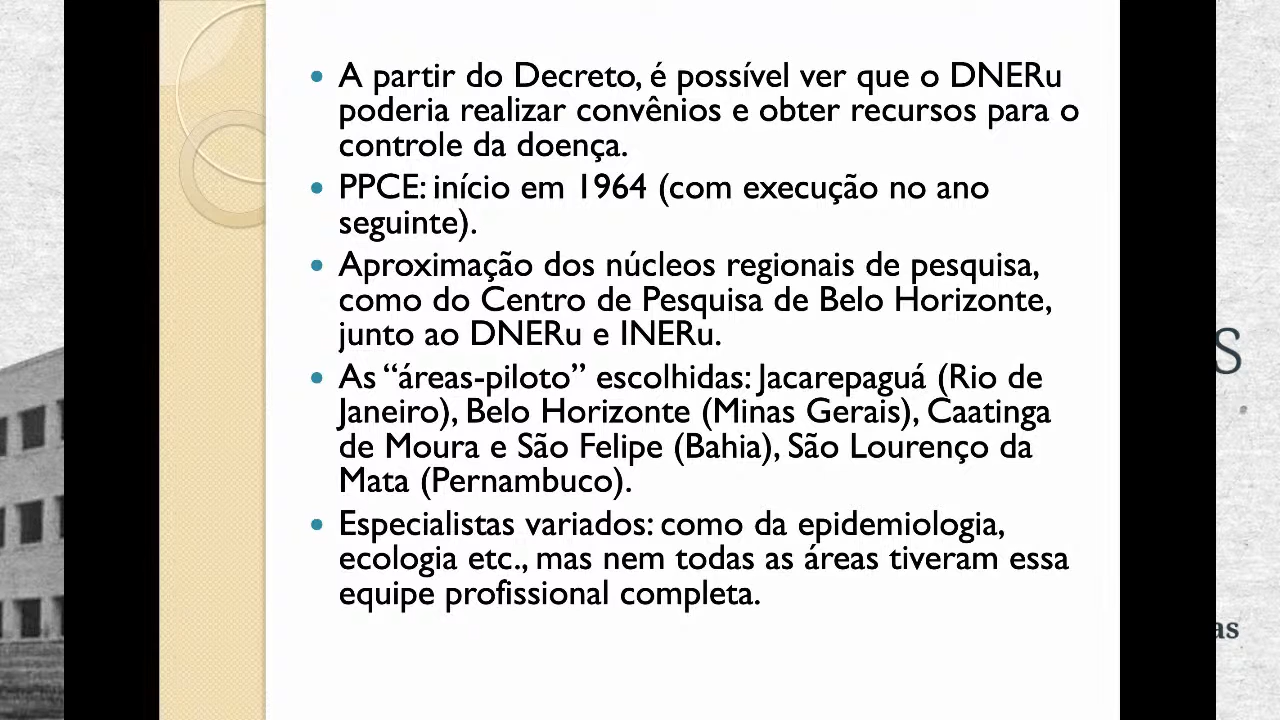 • A partir do Decreto, é possível ver que o DNERu
poderia realizar convênios e obter recursos para o
controle da doença.
• PPCE: início em 1964 (com execução no ano
seguinte).
• Aproximação dos núcleos regionais de pesquisa,
como do Centro de Pesquisa de Belo Horizonte,
junto ao DNERu e INERu.
• As “áreas-piloto” escolhidas: Jacarepaguá (Rio de
Janeiro), Belo Horizonte (Minas Gerais), Caatinga
de Moura e São Felipe (Bahia), São Lourenço da
Mata (Pernambuco).
• Especialistas variados: como da epidemiologia,
ecologia etc., mas nem todas as áreas tiveram essa
equipe profissional completa.